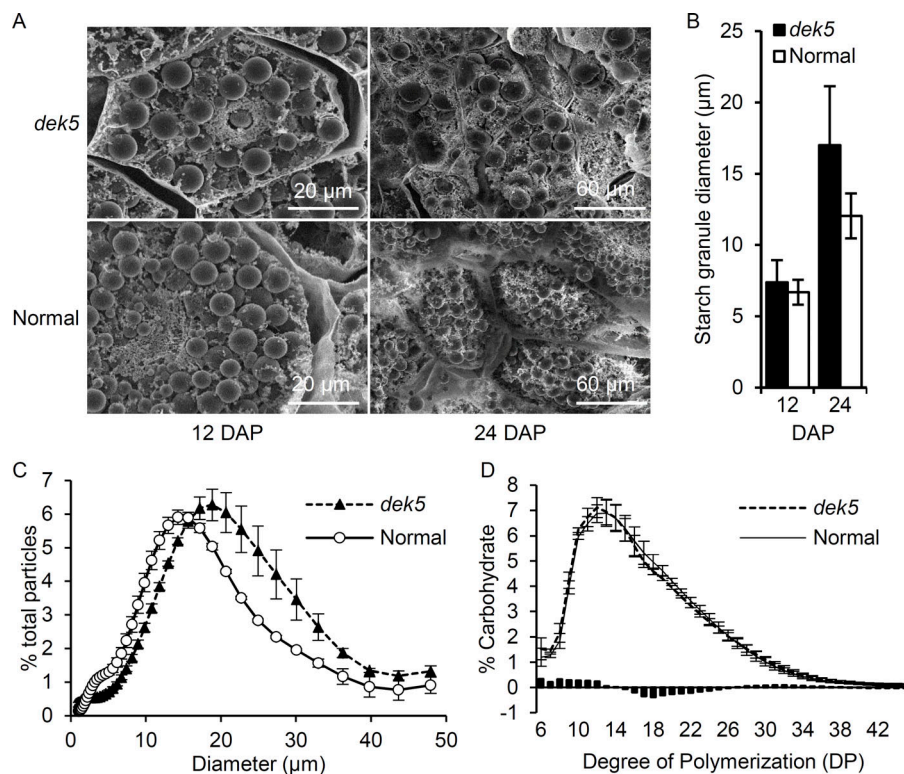 A
dek5
Normal
20 µm
60 µm
20 µm
60 µm
12 DAP
24 DAP
B
dek5
Normal
Starch granule diameter (µm)
25
20
15
10
5
0
12
24
DAP
C
dek5
Normal
% total particles
7
6
5
4
3
2
1
0
0
10
20
30
40
50
Diameter (µm)
D
dek5
Normal
% Carbohydrate
8
7
6
5
4
3
2
1
0
-1
6
10
14
18
22
26
30
34
38
42
Degree of Polymerization (DP)